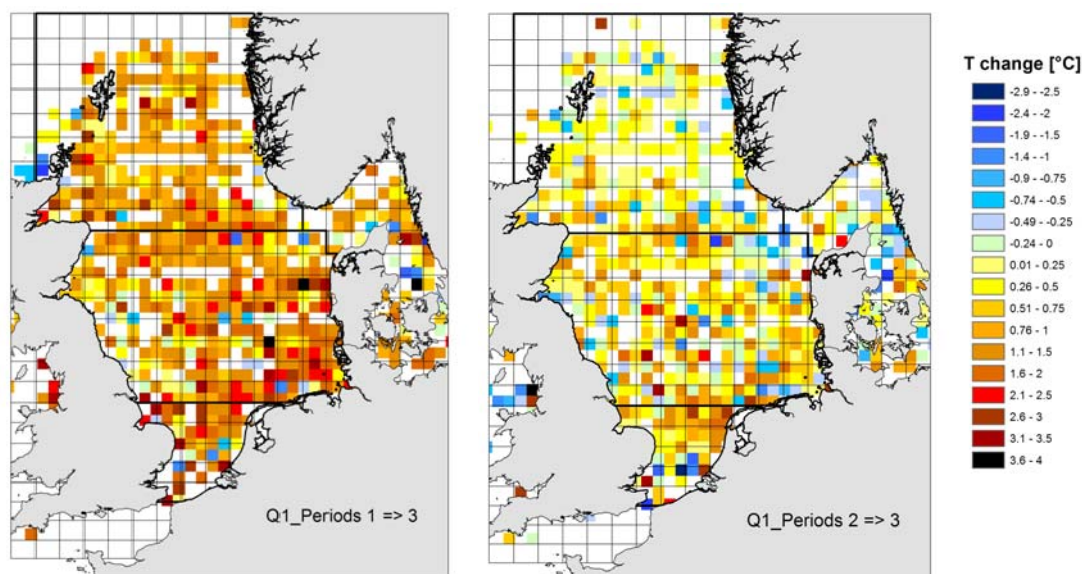 T change [°C]
-2.9 - -2.5
-2.4 - -2
-1.9 - -1.5
-1.4 - -1
-0.9 - -0.75
-0.74 - -0.5
-0.49 - -0.25
-0.24 - 0
0.01 - 0.25
0.26 - 0.5
0.51 - 0.75
0.76 - 1
1.1 - 1.5
1.6 - 2
2.1 - 2.5
2.6 - 3
3.1 - 3.5
3.6 - 4
Q1_Periods 1 => 3
Q1_Periods 2 => 3